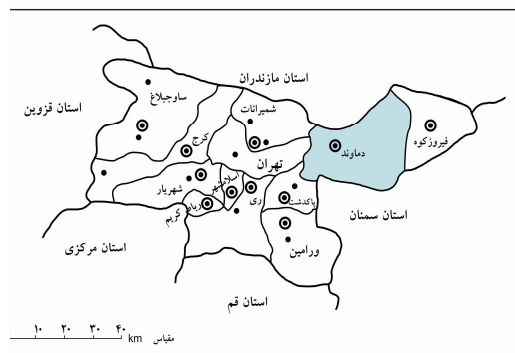 استان مازندران
استان قزوین
ساوجبلاغ
شمیرانات
کرج
دماوند
فیروزکوه
تهران
شهریار
اسلامشهر
ری
پاکدشت
رباط کریم
استان سمنان
ورامین
استان مرکزی
استان قم
۱۰ ۲۰ ۳۰ ۴۰
km مقیاس